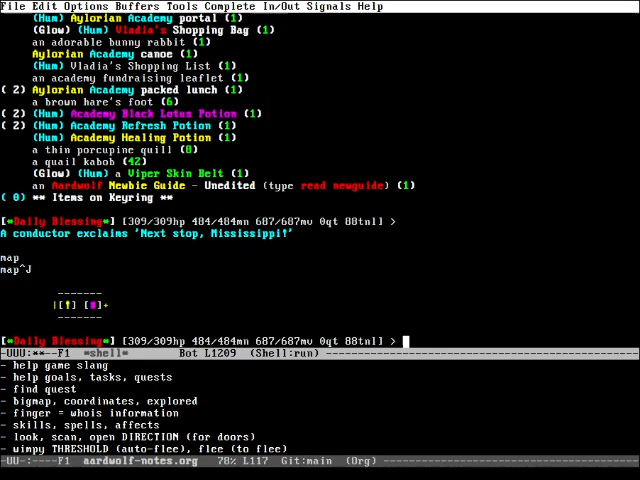 File Edit Options Buffers Tools Complete In/Out Signals Help
(Hum) Aylorian Academy portal (1)
(Glow) (Hum) Vladia's Shopping Bag (1)
an adorable bunny rabbit (1)
Aylorian Academy canoe (1)
(Hum) Vladia's Shopping List (1)
an academy fundraising leaflet (1)
( 2) Aylorian Academy packed lunch (1)
a brown hare's foot (6)
( 2) (Hum) Academy Black Lotus Potion (1)
( 2) (Hum) Academy Refresh Potion (1)
(Hum) Academy Healing Potion (1)
a thin porcupine quill (8)
a quail kabob (42)
(Glow) (Hum) a Viper Skin Belt (1)
an Aardwolf Newbie Guide - Unedited (type read newguide) (1)
( 0) ** Items on Keyring **
[*Daily Blessing*] [309/309hp 484/484mn 687/687mv 0qt 88tnl] >
A conductor exclaims 'Next stop, Mississippi!'
map
map^J
-------
|[!] [■]+
-------
[*Daily Blessing*] [309/309hp 484/484mn 687/687mv 0qt 88tnl] >
-UUU:**--F1  *shell*       Bot L1209  (Shell:run) ----------------------------
- help game slang
- help goals, tasks, quests
- find quest
- bigmap, coordinates, explored
- finger = whois information
- skills, spells, affects
- look, scan, open DIRECTION (for doors)
- wimpy THRESHOLD (auto-flee), flee (to flee)
-UU-:----F1  aardwolf-notes.org   78% L117  Git:main  (Org) --------------------